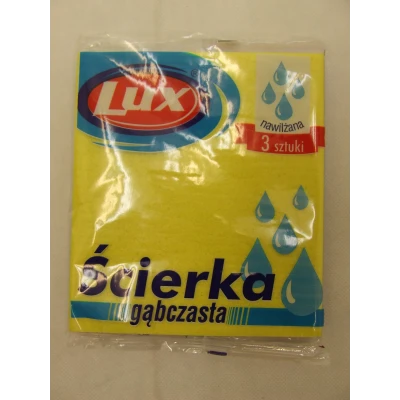 Lux
nawilżana
3 sztuki
Ścierka
gąbczasta